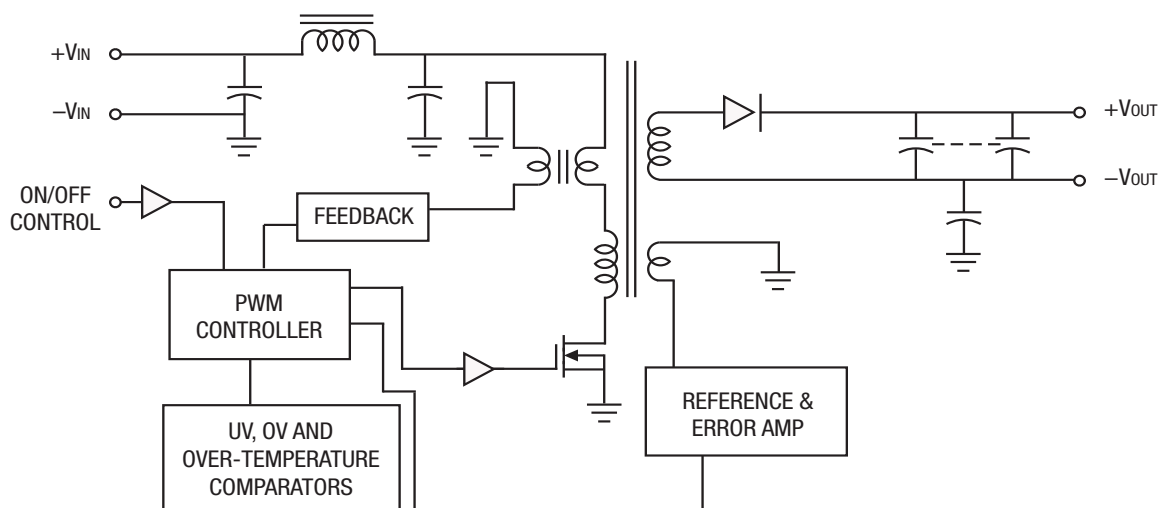 +VIN
−VIN
+VOUT
−VOUT
ON/OFF
CONTROL
FEEDBACK
PWM
CONTROLLER
REFERENCE &
ERROR AMP
UV, OV AND
OVER-TEMPERATURE
COMPARATORS